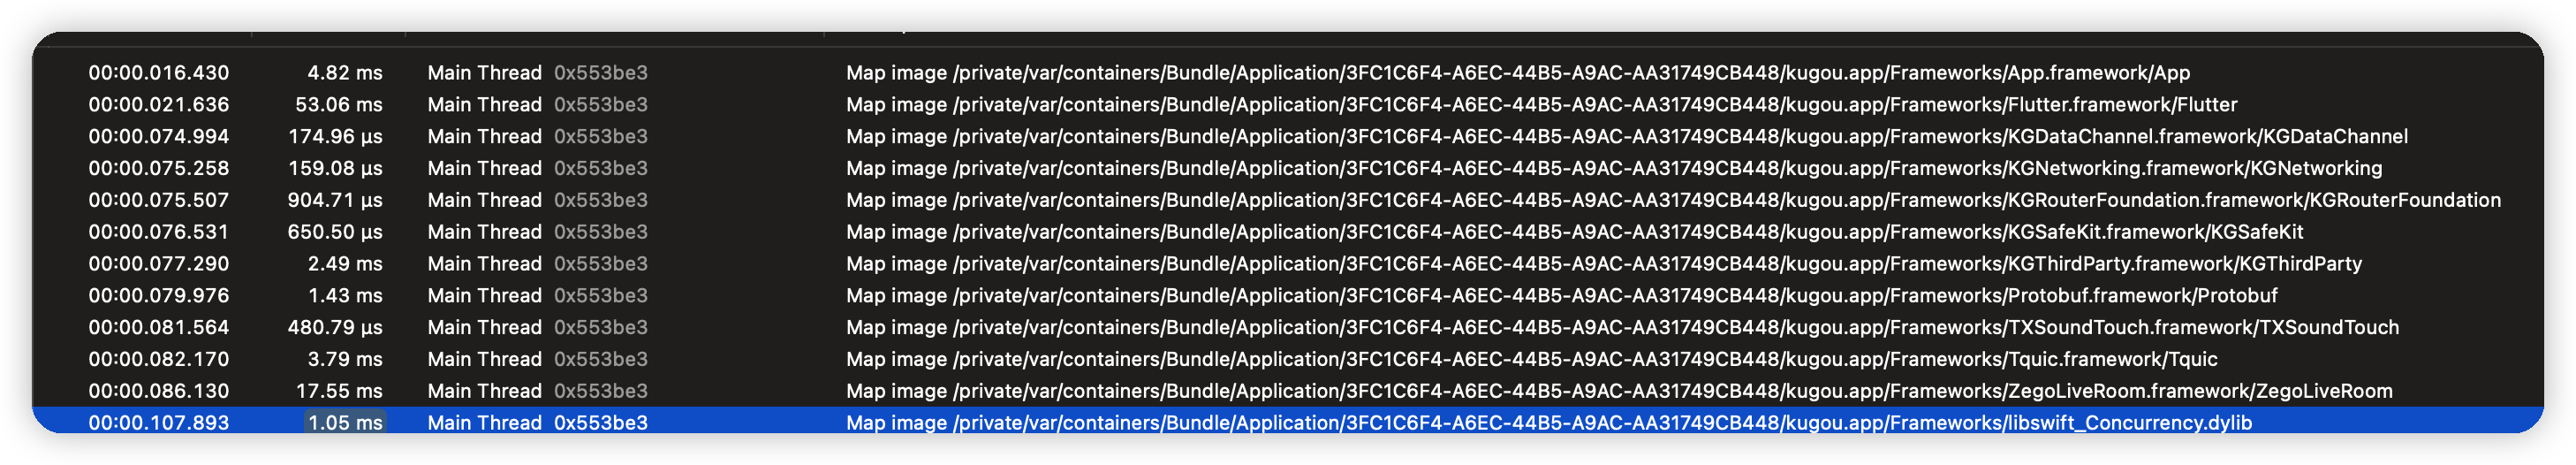 00:00.016.430 4.82 ms Main Thread 0x553be3 Map image /private/var/containers/Bundle/Application/3FC1C6F4-A6EC-44B5-A9AC-AA31749CB448/kugou.app/Frameworks/App.framework/App
00:00.021.636 53.06 ms Main Thread 0x553be3 Map image /private/var/containers/Bundle/Application/3FC1C6F4-A6EC-44B5-A9AC-AA31749CB448/kugou.app/Frameworks/Flutter.framework/Flutter
00:00.074.994 174.96 µs Main Thread 0x553be3 Map image /private/var/containers/Bundle/Application/3FC1C6F4-A6EC-44B5-A9AC-AA31749CB448/kugou.app/Frameworks/KGDataChannel.framework/KGDataChannel
00:00.075.258 159.08 µs Main Thread 0x553be3 Map image /private/var/containers/Bundle/Application/3FC1C6F4-A6EC-44B5-A9AC-AA31749CB448/kugou.app/Frameworks/KGNetworking.framework/KGNetworking
00:00.075.507 904.71 µs Main Thread 0x553be3 Map image /private/var/containers/Bundle/Application/3FC1C6F4-A6EC-44B5-A9AC-AA31749CB448/kugou.app/Frameworks/KGRouterFoundation.framework/KGRouterFoundation
00:00.076.531 650.50 µs Main Thread 0x553be3 Map image /private/var/containers/Bundle/Application/3FC1C6F4-A6EC-44B5-A9AC-AA31749CB448/kugou.app/Frameworks/KGSafeKit.framework/KGSafeKit
00:00.077.290 2.49 ms Main Thread 0x553be3 Map image /private/var/containers/Bundle/Application/3FC1C6F4-A6EC-44B5-A9AC-AA31749CB448/kugou.app/Frameworks/KGThirdParty.framework/KGThirdParty
00:00.079.976 1.43 ms Main Thread 0x553be3 Map image /private/var/containers/Bundle/Application/3FC1C6F4-A6EC-44B5-A9AC-AA31749CB448/kugou.app/Frameworks/Protobuf.framework/Protobuf
00:00.081.564 480.79 µs Main Thread 0x553be3 Map image /private/var/containers/Bundle/Application/3FC1C6F4-A6EC-44B5-A9AC-AA31749CB448/kugou.app/Frameworks/TXSoundTouch.framework/TXSoundTouch
00:00.082.170 3.79 ms Main Thread 0x553be3 Map image /private/var/containers/Bundle/Application/3FC1C6F4-A6EC-44B5-A9AC-AA31749CB448/kugou.app/Frameworks/Tquic.framework/Tquic
00:00.086.130 17.55 ms Main Thread 0x553be3 Map image /private/var/containers/Bundle/Application/3FC1C6F4-A6EC-44B5-A9AC-AA31749CB448/kugou.app/Frameworks/ZegoLiveRoom.framework/ZegoLiveRoom
00:00.107.893 1.05 ms Main Thread 0x553be3 Map image /private/var/containers/Bundle/Application/3FC1C6F4-A6EC-44B5-A9AC-AA31749CB448/kugou.app/Frameworks/libswift_Concurrency.dylib